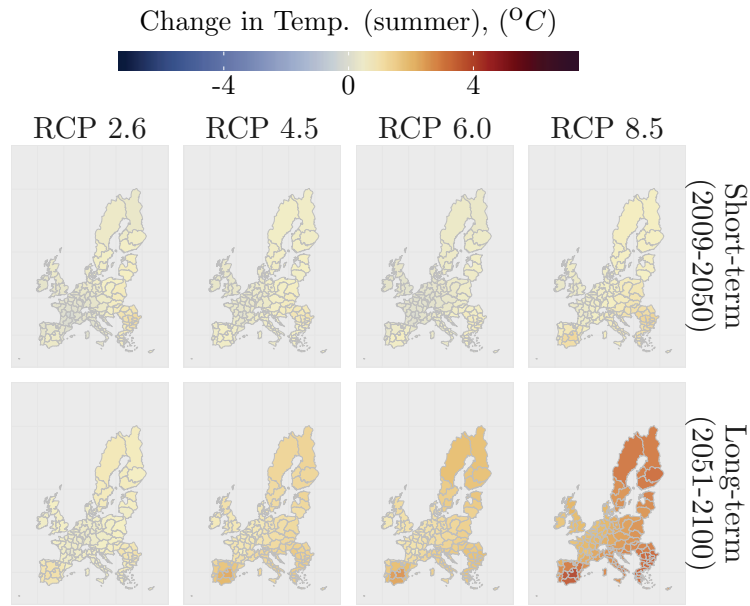 Change in Temp. (summer), (°C)
-4 0 4
RCP 2.6 RCP 4.5 RCP 6.0 RCP 8.5
Short-term
(2009-2050)
Long-term
(2051-2100)